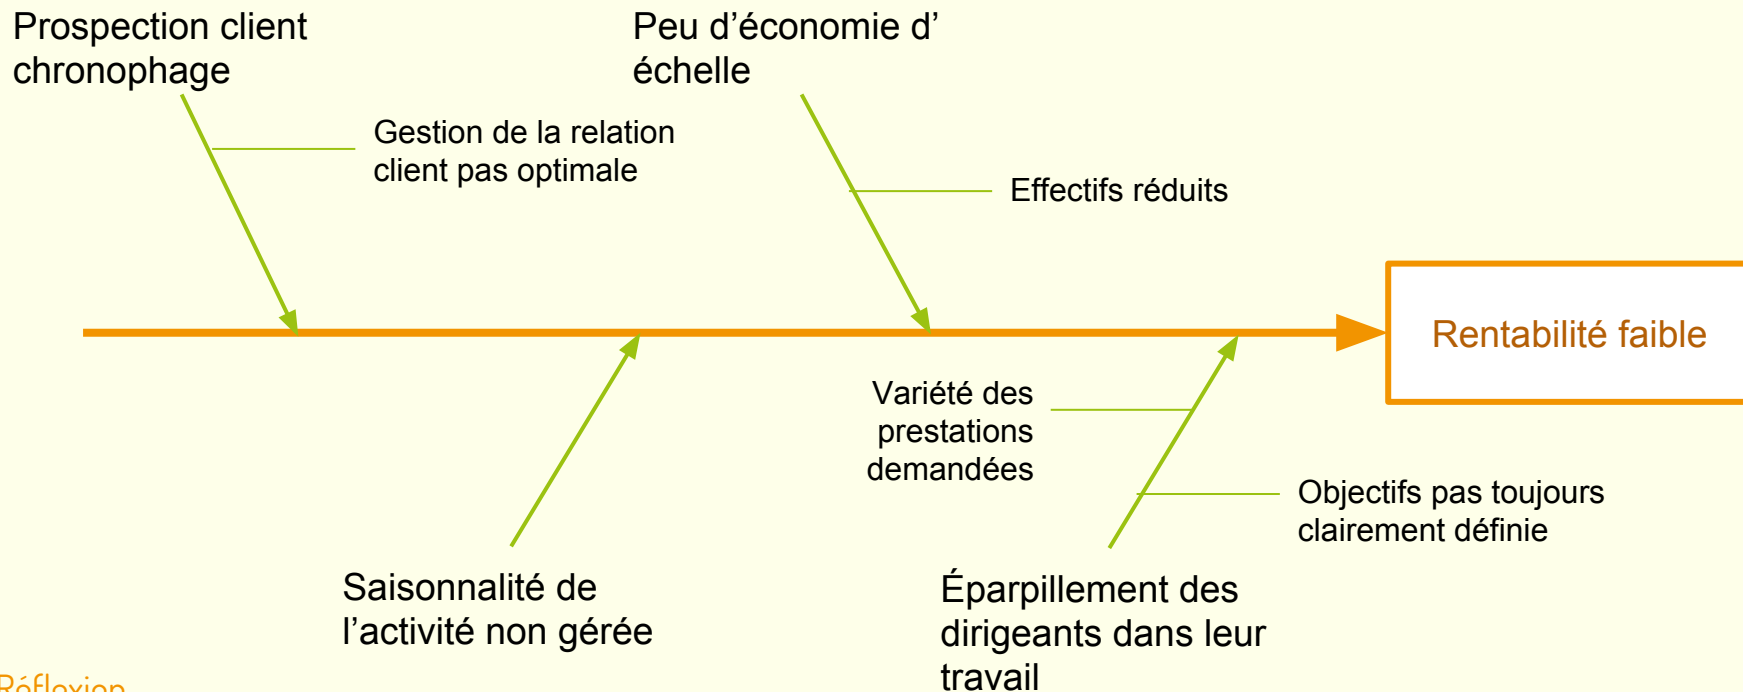 Prospection client
chronophage
Peu d’économie d’
échelle
Gestion de la relation
client pas optimale
Effectifs réduits
Rentabilité faible
Variété des
prestations
demandées
Objectifs pas toujours
clairement définie
Saisonnalité de
l’activité non gérée
Éparpillement des
dirigeants dans leur
travail
Réflexion